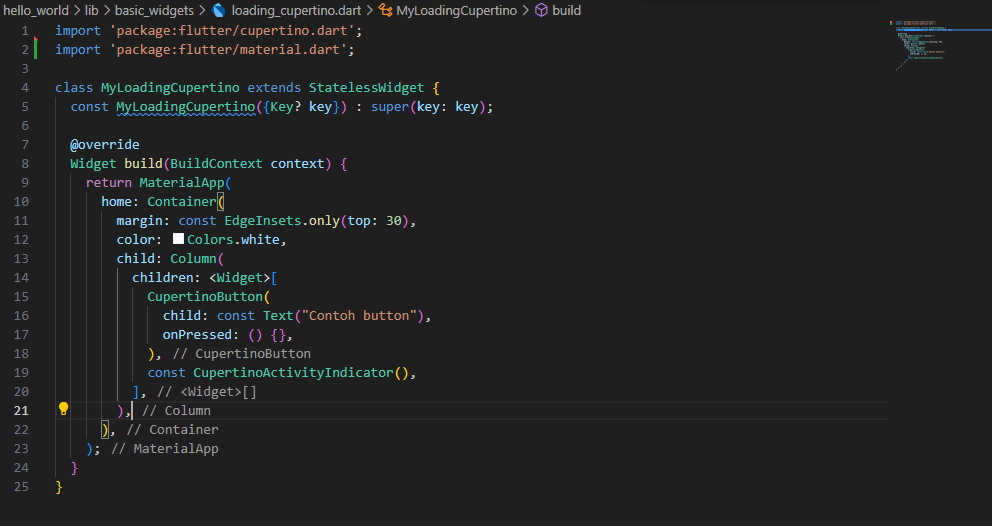 hello_world > lib > basic_widgets > loading_cupertino.dart > MyLoadingCupertino > build
1 import 'package:flutter/cupertino.dart';
2 import 'package:flutter/material.dart';
3
4 class MyLoadingCupertino extends StatelessWidget {
5   const MyLoadingCupertino({Key? key}) : super(key: key);
6
7   @override
8   Widget build(BuildContext context) {
9     return MaterialApp(
10       home: Container(
11         margin: const EdgeInsets.only(top: 30),
12         color: Colors.white,
13         child: Column(
14           children: <Widget>[
15             CupertinoButton(
16               child: const Text("Contoh button"),
17               onPressed: () {},
18             ), // CupertinoButton
19             const CupertinoActivityIndicator(),
20           ], // <Widget>[]
21         ), // Column
22       ), // Container
23     ); // MaterialApp
24   }
25 }